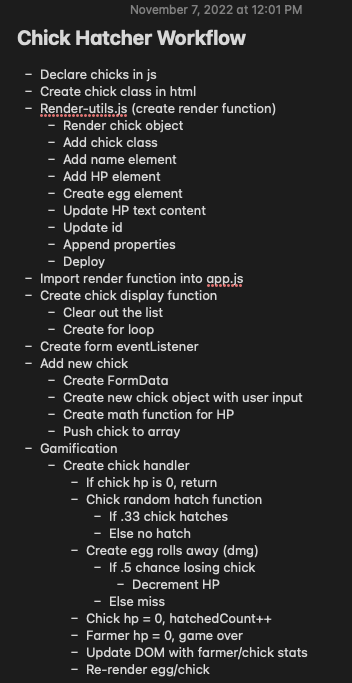 November 7, 2022 at 12:01 PM
Chick Hatcher Workflow
– Declare chicks in js
– Create chick class in html
– Render-utils.js (create render function)
– Render chick object
– Add chick class
– Add name element
– Add HP element
– Create egg element
– Update HP text content
– Update id
– Append properties
– Deploy
– Import render function into app.js
– Create chick display function
– Clear out the list
– Create for loop
– Create form eventListener
– Add new chick
– Create FormData
– Create new chick object with user input
– Create math function for HP
– Push chick to array
– Gamification
– Create chick handler
– If chick hp is 0, return
– Chick random hatch function
– If .33 chick hatches
– Else no hatch
– Create egg rolls away (dmg)
– If .5 chance losing chick
– Decrement HP
– Else miss
– Chick hp = 0, hatchedCount++
– Farmer hp = 0, game over
– Update DOM with farmer/chick stats
– Re-render egg/chick